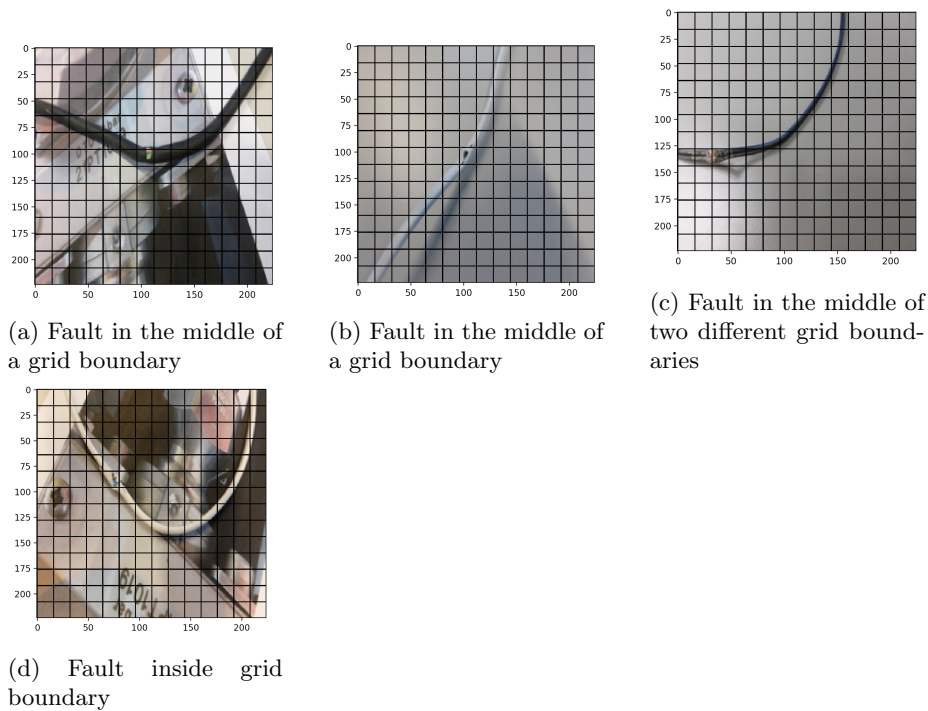 0
25
50
75
100
125
150
175
200
0 50 100 150 200
(a) Fault in the middle of
a grid boundary
0
25
50
75
100
125
150
175
200
0 50 100 150 200
(b) Fault in the middle of
a grid boundary
0
25
50
75
100
125
150
175
200
0 50 100 150 200
(c) Fault in the middle of
two different grid bound-
aries
0
25
50
75
100
125
150
175
200
0 50 100 150 200
(d) Fault inside grid
boundary